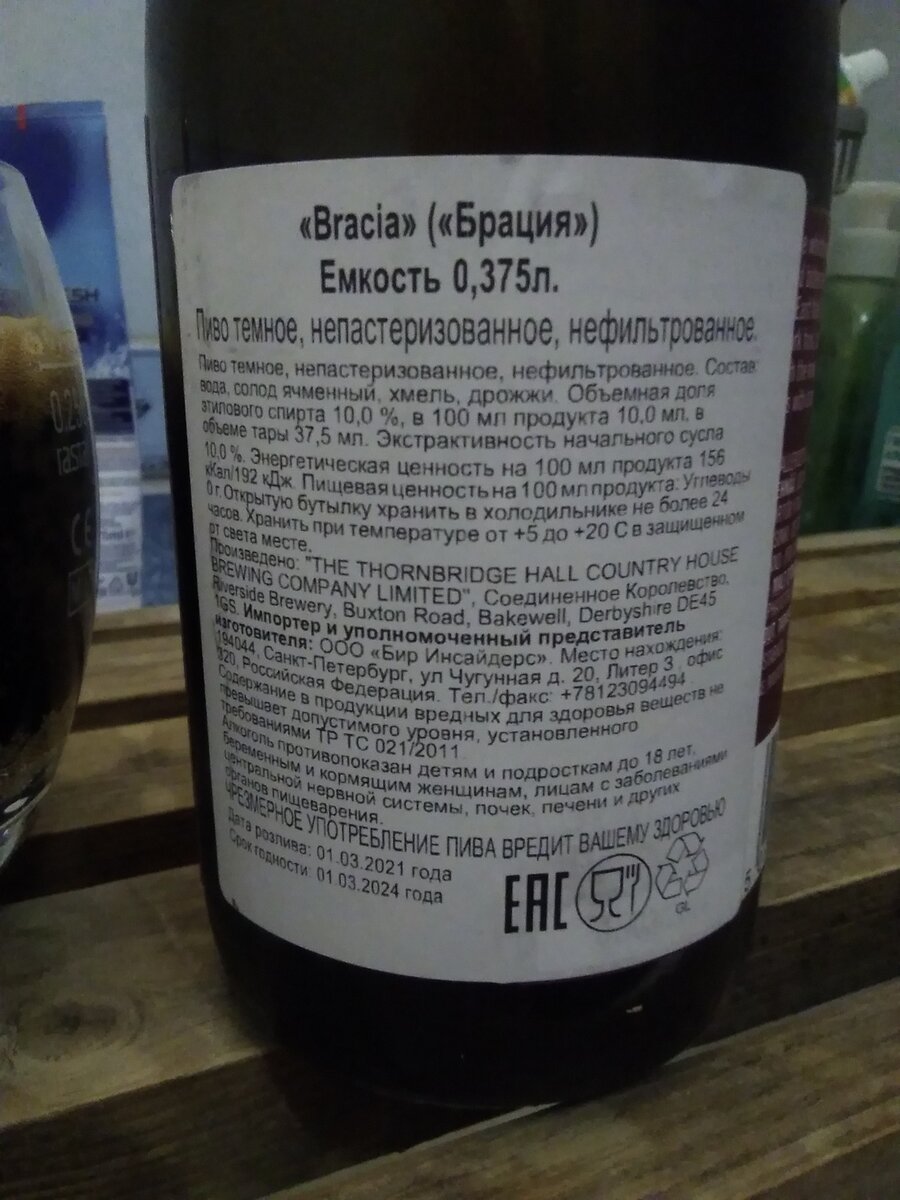 «Bracia» («Брация»)
Емкость 0,375л.
Пиво темное, непастеризованное, нефильтрованное.
Пиво темное, непастеризованное, нефильтрованное. Состав:
вода, солод ячменный, хмель, дрожжи. Объемная доля
этилового спирта 10,0 %, в 100 мл продукта 10,0 мл, в
объеме тары 37,5 мл. Экстрактивность начального сусла
10.0 %. Энергетическая ценность на 100 мл продукта 156
кКал/192 кДж. Пищевая ценность на 100 мл продукта: Углеводы
0 г. Открытую бутылку хранить в холодильнике не более 24
часов. Хранить при температуре от +5 до +20 С в защищенном
от света месте.
Произведено: "THE THORNBRIDGE HALL COUNTRY HOUSE
BREWING COMPANY LIMITED", Соединенное Королевство,
Riverside Brewery, Buxton Road, Bakewell, Derbyshire DE45
1GS. Импортер и уполномоченный представитель
изготовителя: ООО «Бир Инсайдерс». Место нахождения:
194044, Санкт-Петербург, ул Чугунная д. 20, Литер З , офис
320, Российская Федерация. Тел./факс: +78123094494
Содержание в продукции вредных для здоровья веществ не
превышает допустимого уровня, установленного
требованиями ТР ТС 021/2011
Алкоголь противопоказан детям и подросткам до 18 лет,
беременным и кормящим женщинам, лицам с заболеваниями
центральной нервной системы, почек, печени и других
органов пищеварения.
ЧРЕЗМЕРНОЕ УПОТРЕБЛЕНИЕ ПИВА ВРЕДИТ ВАШЕМУ ЗДОРОВЬЮ
Дата розлива: 01.03.2021 года
Срок годности: 01.03.2024 года
EAC
GL
CE